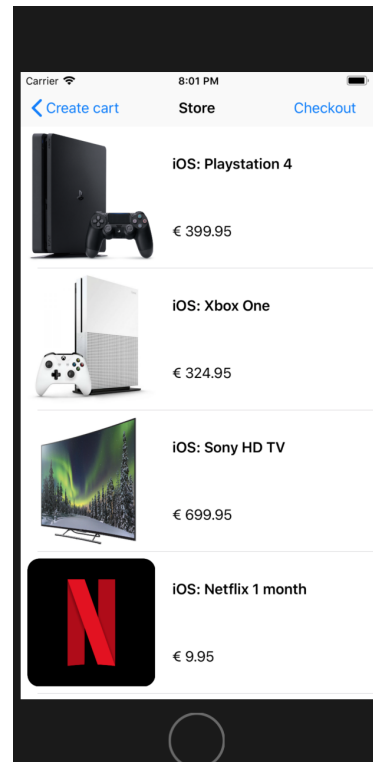 Carrier 8:01 PM
Create cart Store Checkout
iOS: Playstation 4
€ 399.95
iOS: Xbox One
€ 324.95
iOS: Sony HD TV
€ 699.95
iOS: Netflix 1 month
€ 9.95